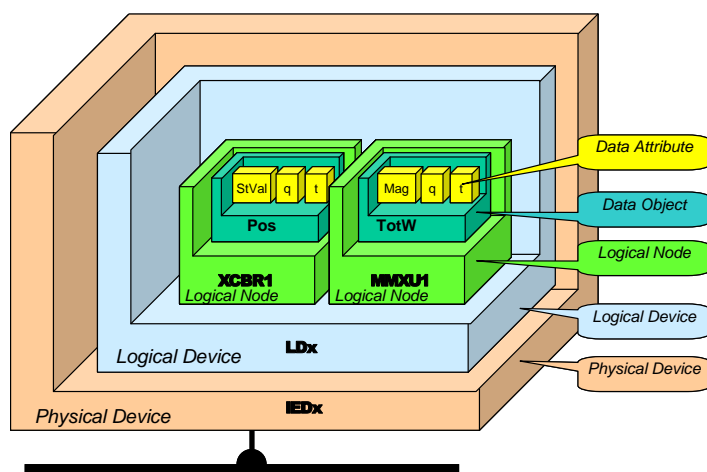 Data Attribute
StVal q t
Mag q t
Data Object
Pos
TotW
Logical Node
XCBR1
Logical Node
MMXU1
Logical Node
Logical Device
LDx
Logical Device
Physical Device
IEDx
Physical Device